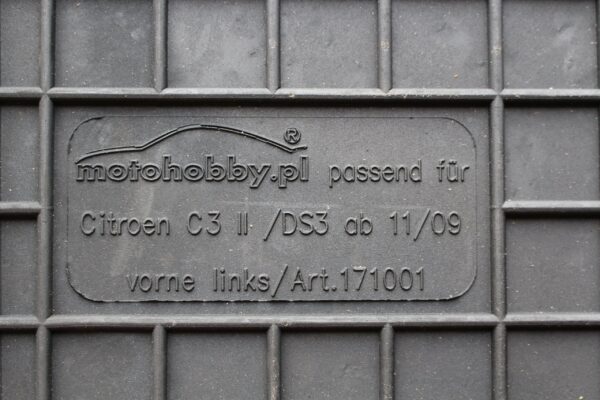 motohobby.pl ® passend für
Citroen C3 II /DS3 ab 11/09
vorne links/Art.171001